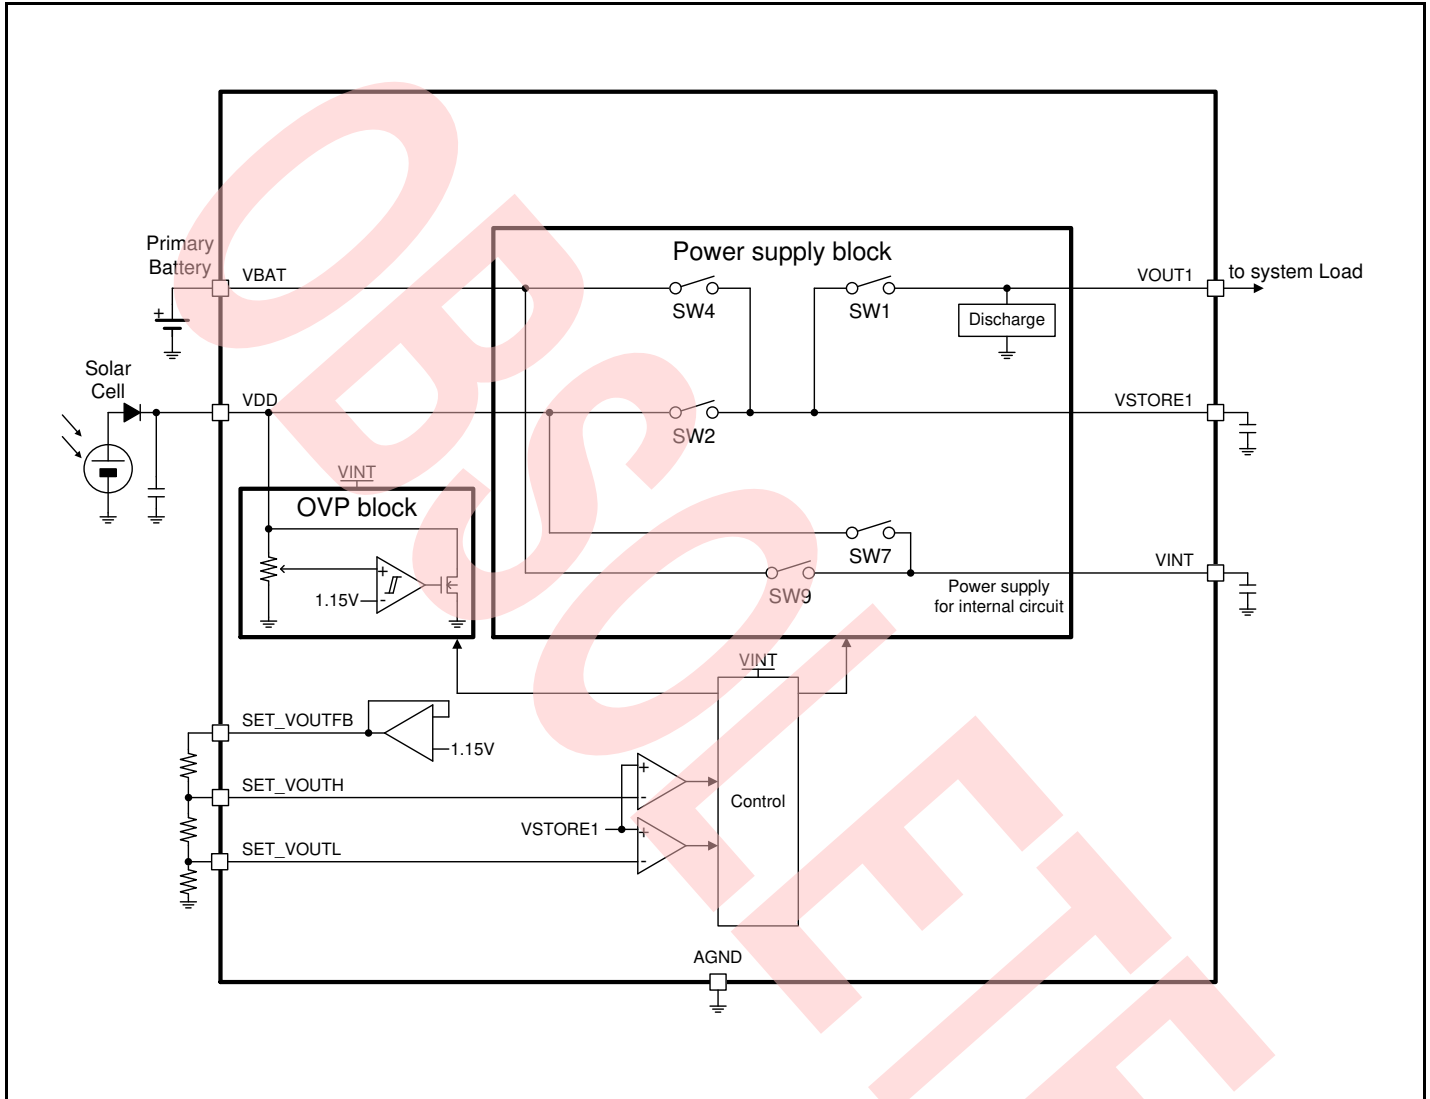 Power supply block
Primary
Battery
VBAT
SW4
SW1
VOUT1
to system Load
Discharge
+
Solar
Cell
VDD
SW2
VSTORE1
VINT
OVP block
SW7
VINT
1.15V
+
-
SW9
Power supply
for internal circuit
VINT
SET_VOUTFB
1.15V
SET_VOUTH
+
-
Control
VSTORE1
+
-
SET_VOUTL
AGND
OBSOLETE